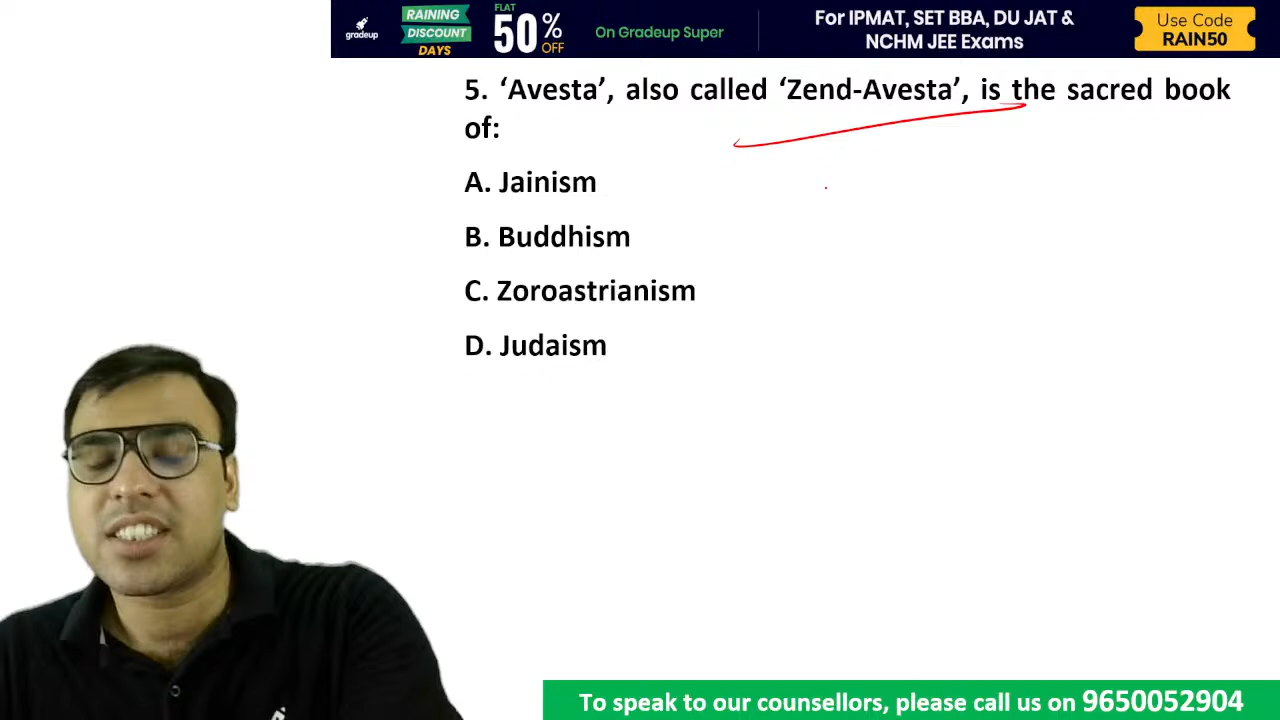 gradeup
RAINING
DISCOUNT
DAYS
FLAT
50%
OFF
On Gradeup Super
For IPMAT, SET BBA, DU JAT &
NCHM JEE Exams
Use Code
RAIN50
5. ‘Avesta’, also called ‘Zend-Avesta’, is the sacred book
of:
A. Jainism
B. Buddhism
C. Zoroastrianism
D. Judaism
To speak to our counsellors, please call us on 9650052904